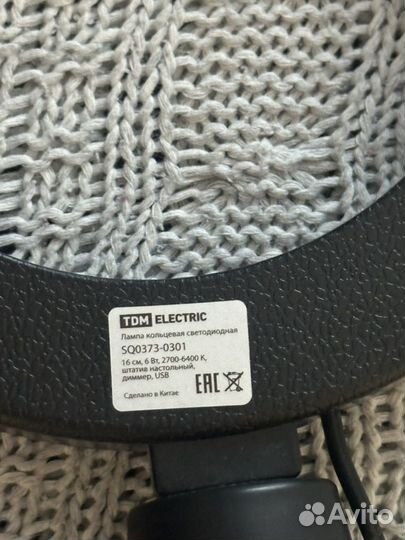 TDM ELECTRIC
Лампа кольцевая светодиодная
SQ0373-0301
16 см, 6 Вт, 2700-6400 К,
штатив настольный,
диммер, USB
EAC
Сделано в Китае
Avito